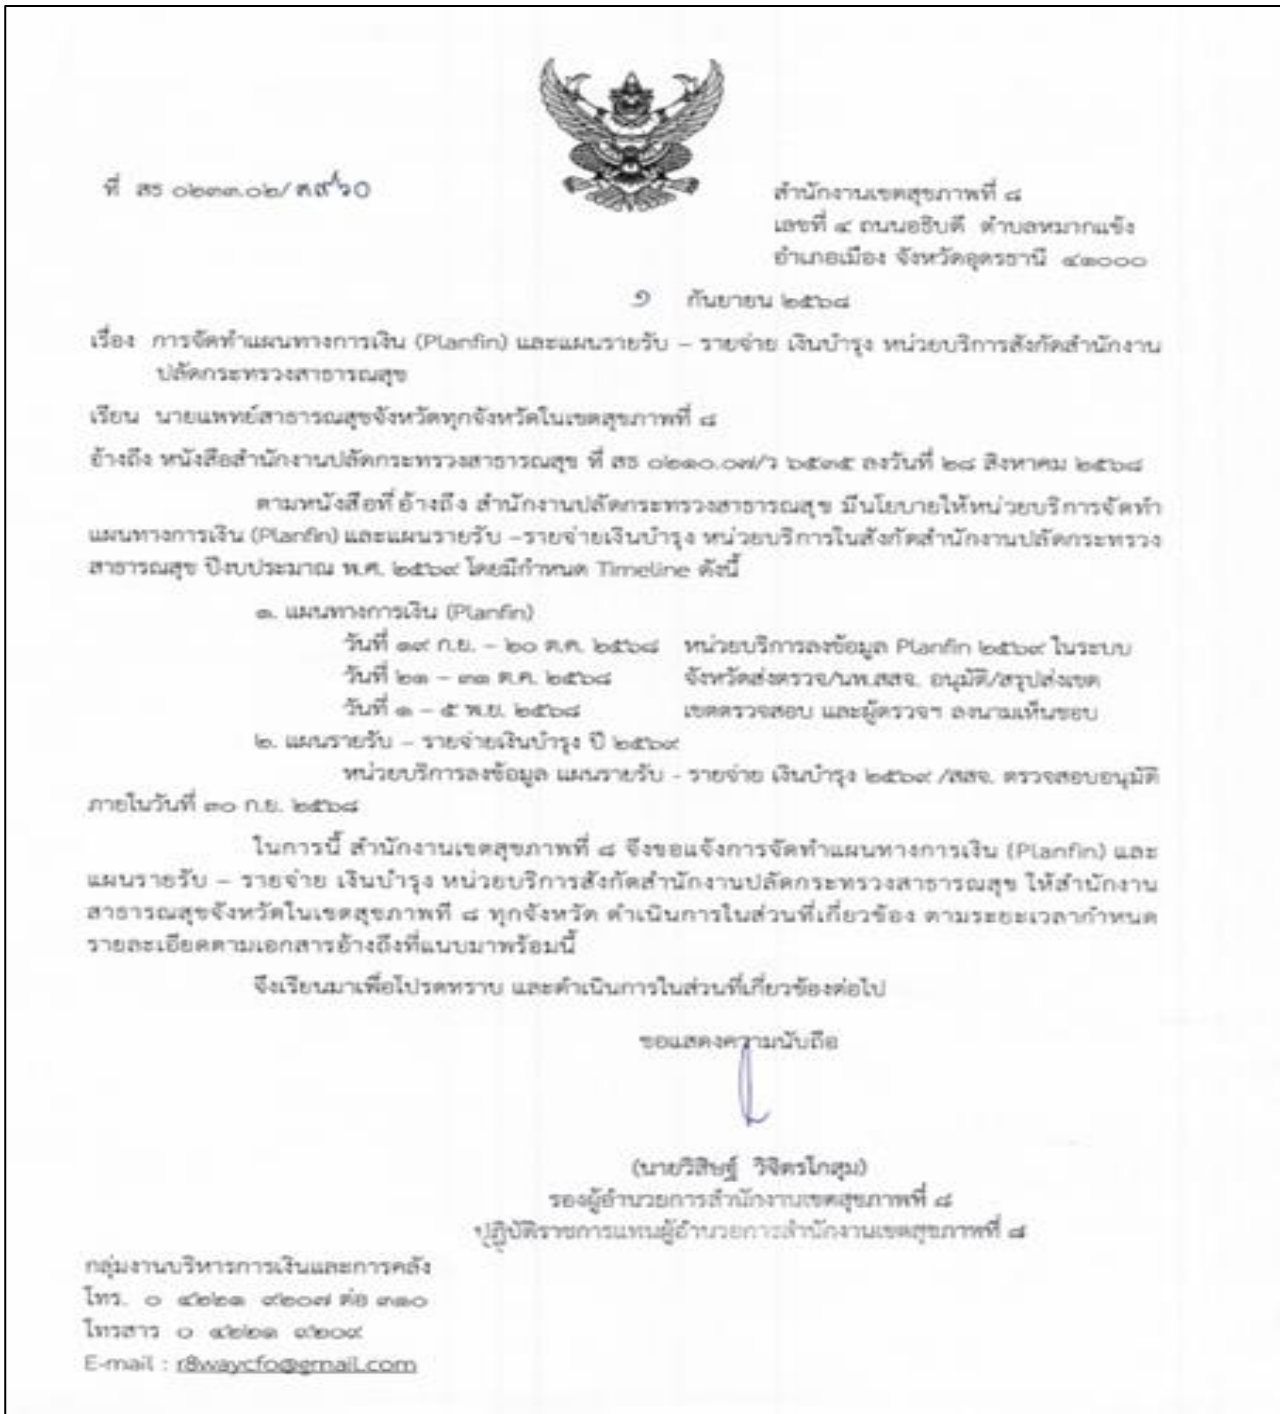 ที่ สธ ๐๒๓๓.๐๒/
สำนักงานเขตสุขภาพที่ ๘
เลขที่ ๔ ถนนอธิบดี ตำบลหมากแข้ง
อำเภอเมือง จังหวัดอุดรธานี ๔๑๐๐๐
กันยายน ๒๕๖๘
เรื่อง การจัดทำแผนทางการเงิน (Planfin) และแผนรายรับ – รายจ่าย เงินบำรุง หน่วยบริการสังกัดสำนักงาน
ปลัดกระทรวงสาธารณสุข
เรียน นายแพทย์สาธารณสุขจังหวัดทุกจังหวัดในเขตสุขภาพที่ ๘
อ้างถึง หนังสือสำนักงานปลัดกระทรวงสาธารณสุข ที่ สธ ๐๒๑๐.๐๗/ว ๖๕๓๕ ลงวันที่ ๒๘ สิงหาคม ๒๕๖๘
ตามหนังสือที่อ้างถึง สำนักงานปลัดกระทรวงสาธารณสุข มีนโยบายให้หน่วยบริการจัดทำ
แผนทางการเงิน (Planfin) และแผนรายรับ –รายจ่ายเงินบำรุง หน่วยบริการในสังกัดสำนักงานปลัดกระทรวง
สาธารณสุข ปีงบประมาณ พ.ศ. ๒๕๖๙ โดยมีกำหนด Timeline ดังนี้
๑. แผนทางการเงิน (Planfin)
วันที่ ๑๙ ก.ย. – ๒๐ ต.ค. ๒๕๖๘ หน่วยบริการลงข้อมูล Planfin ๒๕๖๙ ในระบบ
วันที่ ๒๑ – ๓๑ ต.ค. ๒๕๖๘ จังหวัดส่งตรวจ/นพ.สสจ. อนุมัติ/สรุปส่งเขต
วันที่ ๑ – ๕ พ.ย. ๒๕๖๘ เขตตรวจสอบ และผู้ตรวจฯ ลงนามเห็นชอบ
๒. แผนรายรับ – รายจ่ายเงินบำรุง ปี ๒๕๖๙
หน่วยบริการลงข้อมูล แผนรายรับ - รายจ่าย เงินบำรุง ๒๕๖๙ /สสจ. ตรวจสอบอนุมัติ
ภายในวันที่ ๓๐ ก.ย. ๒๕๖๘
ในการนี้ สำนักงานเขตสุขภาพที่ ๘ จึงขอแจ้งการจัดทำแผนทางการเงิน (Planfin) และ
แผนรายรับ – รายจ่าย เงินบำรุง หน่วยบริการสังกัดสำนักงานปลัดกระทรวงสาธารณสุข ให้สำนักงาน
สาธารณสุขจังหวัดในเขตสุขภาพที่ ๘ ทุกจังหวัด ดำเนินการในส่วนที่เกี่ยวข้อง ตามระยะเวลากำหนด
รายละเอียดตามเอกสารอ้างถึงที่แนบมาพร้อมนี้
จึงเรียนมาเพื่อโปรดทราบ และดำเนินการในส่วนที่เกี่ยวข้องต่อไป
ขอแสดงความนับถือ
(นายวิสิษฐ์ วิจิตรโกสุม)
รองผู้อำนวยการสำนักงานเขตสุขภาพที่ ๘
ปฏิบัติราชการแทนผู้อำนวยการสำนักงานเขตสุขภาพที่ ๘
กลุ่มงานบริหารการเงินและการคลัง
โทร. ๐ ๔๒๒๑ ๙๒๐๗ ต่อ ๓๑๐
โทรสาร ๐ ๔๒๒๑ ๙๒๐๙
E-mail : r8waycfo@gmail.com